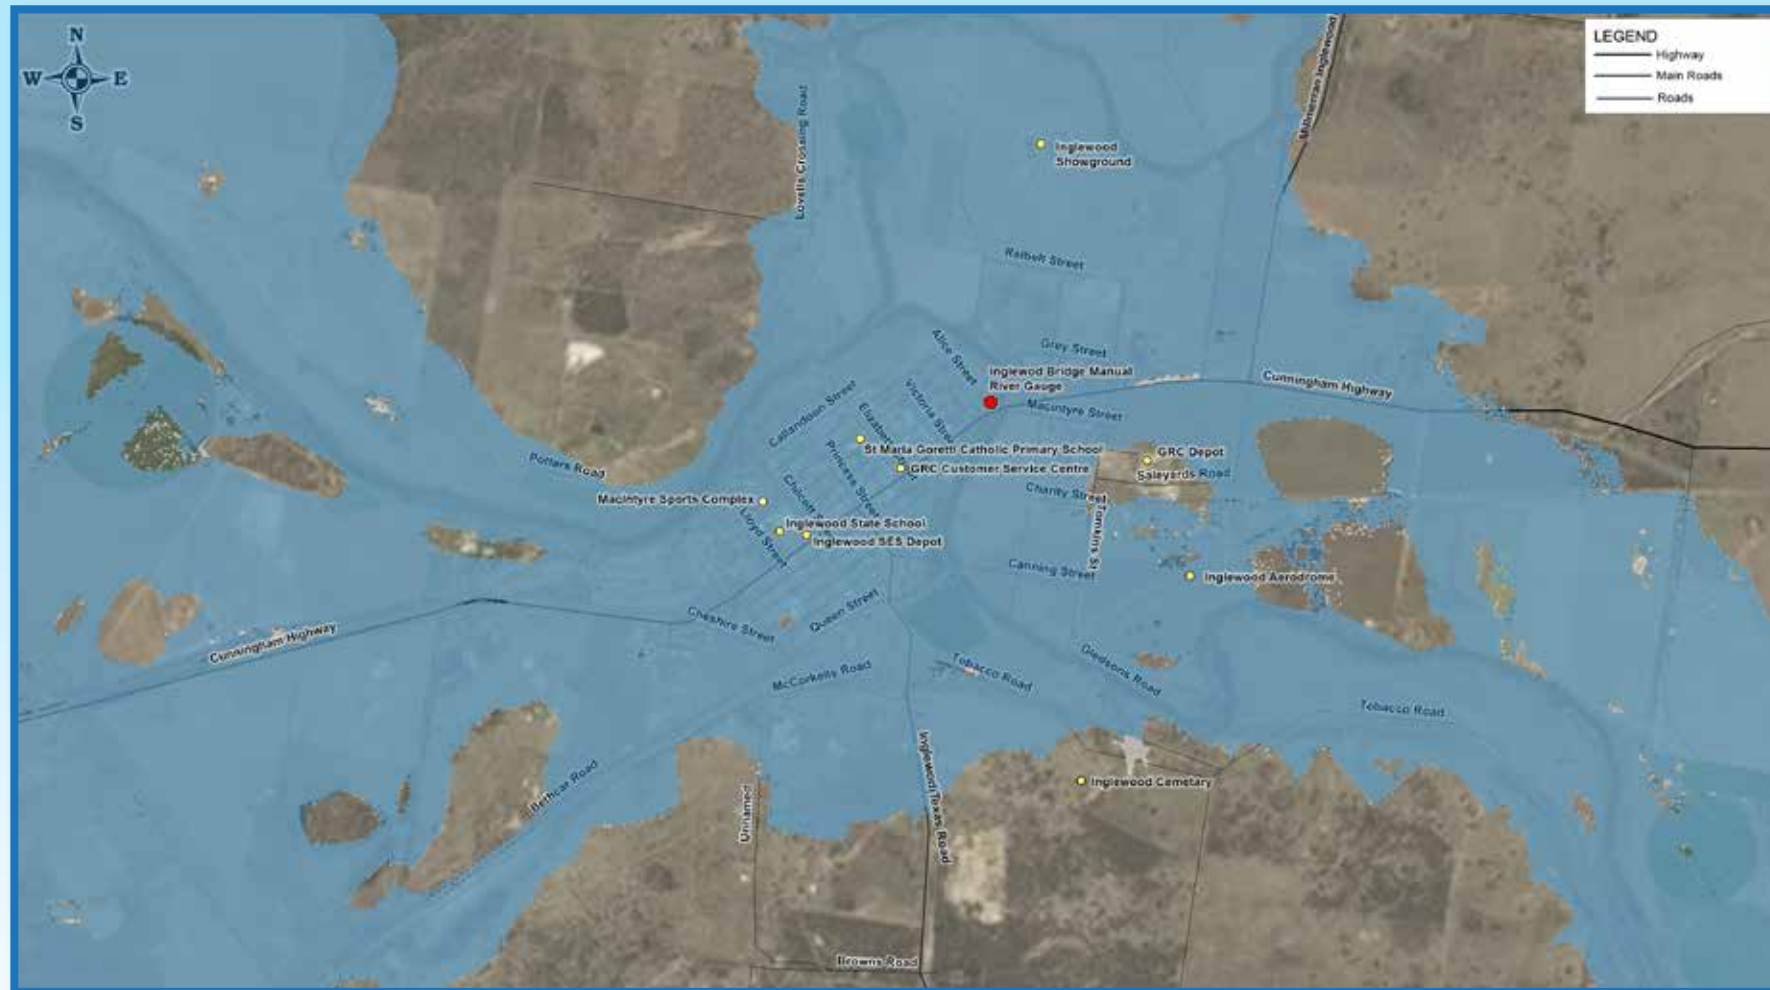 N
W E
S
LEGEND
Highway
Main Roads
Roads
Millmerran Inglewood
Lovells Crossing Road
Inglewood
Showground
Grey Street
Alice Street
Inglewod Bridge Manual
River Gauge
Cunningham Highway
Macintyre Street
Callandoon Street
Victoria Street
St Maria Goretti Catholic Primary School
GRC Customer Service Centre
GRC Depot
Saleyards Road
Potters Road
Princess Street
Charity Street
Tomkins St
MacIntyre Sports Complex
Lloyd Street
Inglewood State School
Inglewood SES Depot
Canning Street
Inglewood Aerodrome
Cheshire Street
Queen Street
Cunningham Highway
McCorkells Road
Tobacco Road
Gledsons Road
Tobacco Road
Inglewood Texas Road
Inglewood Cemetary
Bethcar Road
Unnamed
Browns Road